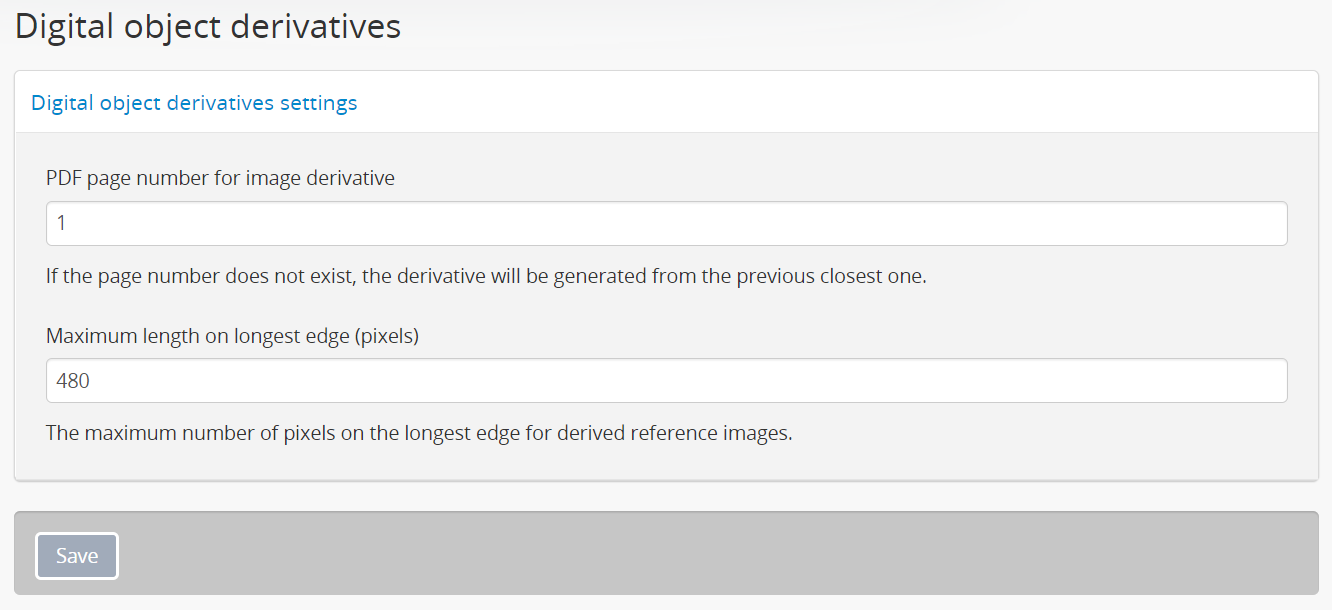 Digital object derivatives
Digital object derivatives settings
PDF page number for image derivative
1
If the page number does not exist, the derivative will be generated from the previous closest one.
Maximum length on longest edge (pixels)
480
The maximum number of pixels on the longest edge for derived reference images.
Save